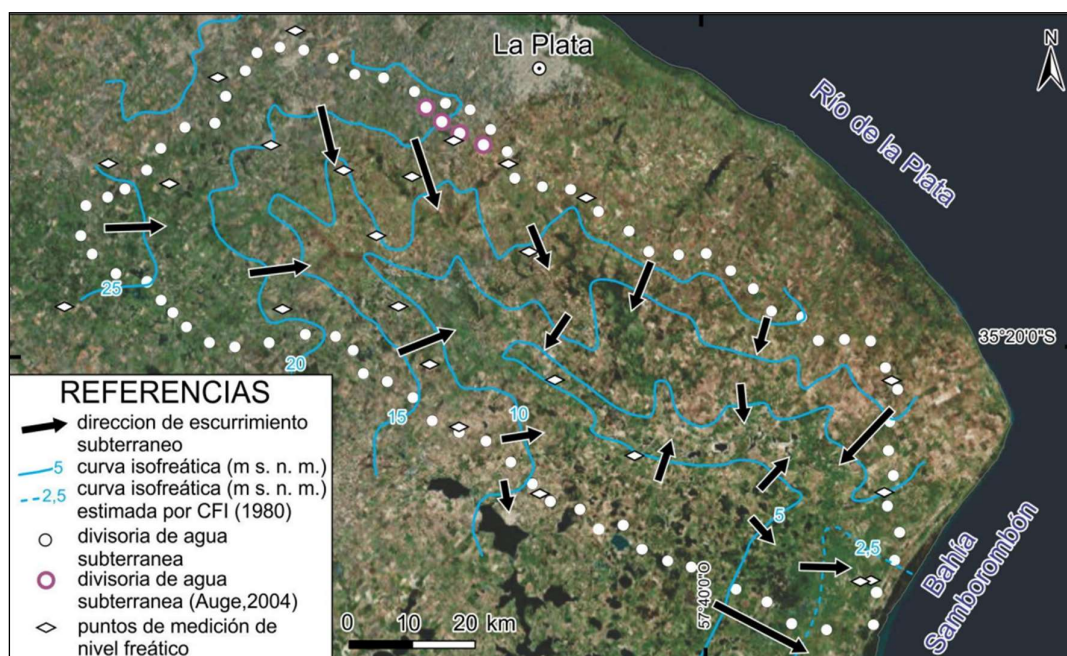 La Plata
N
Río de la Plata
35°20'0"S
25
20
15
10
5
2,5
57°40'0"O
Bahía
Samborombón
REFERENCIAS
direccion de escurrimiento
subterraneo
5 curva isofreática (m s. n. m.)
2,5 curva isofreática (m s. n. m.)
estimada por CFI (1980)
divisoria de agua
subterranea
divisoria de agua
subterranea (Auge,2004)
puntos de medición de
nivel freático
0 10 20 km